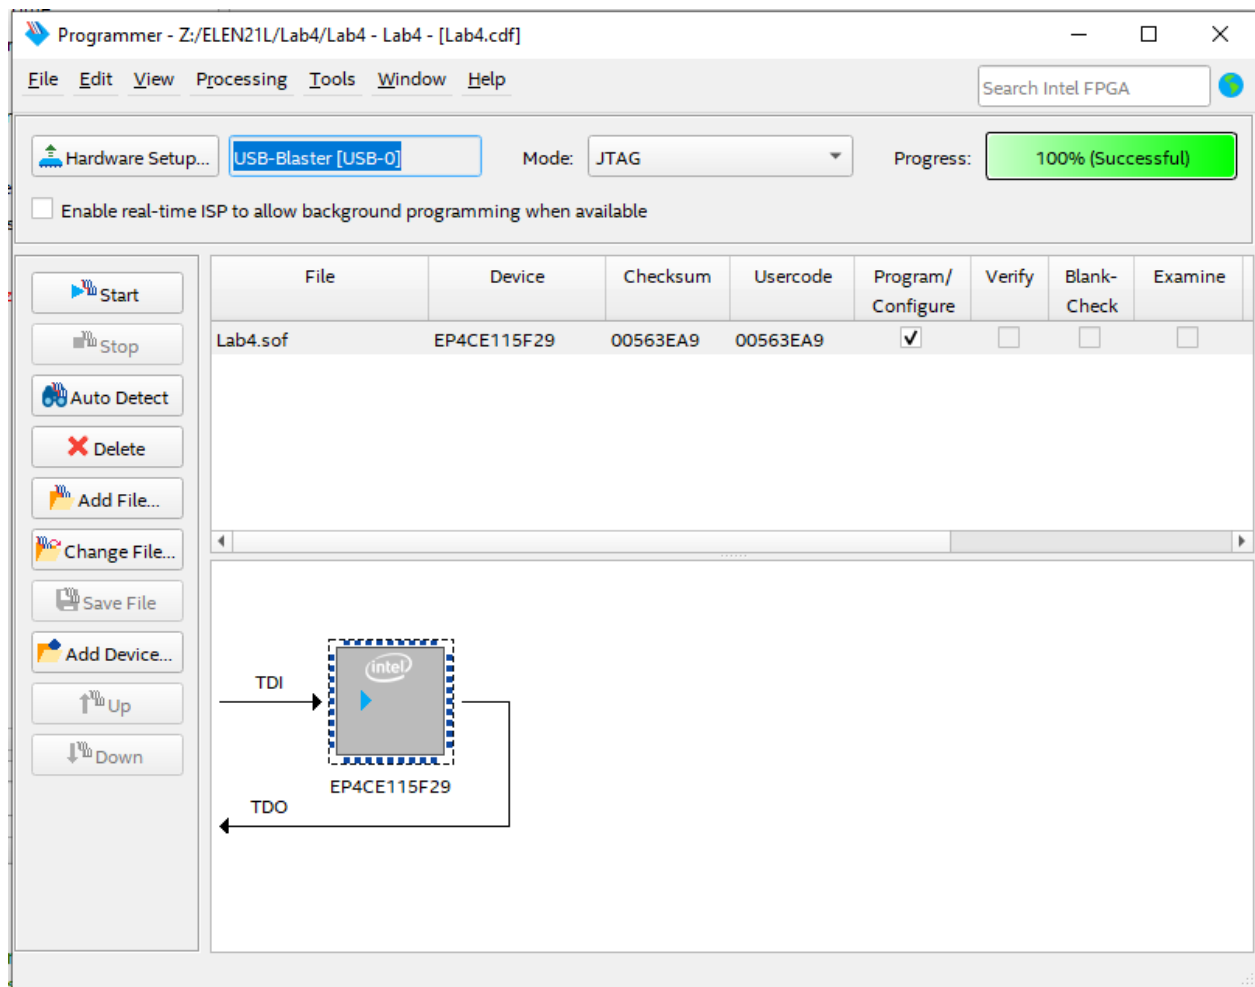 Programmer - Z:/ELEN21L/Lab4/Lab4 - Lab4 - [Lab4.cdf]
File Edit View Processing Tools Window Help
Search Intel FPGA
Hardware Setup... USB-Blaster [USB-0] Mode: JTAG Progress: 100% (Successful)
Enable real-time ISP to allow background programming when available
Start
Stop
Auto Detect
Delete
Add File...
Change File...
Save File
Add Device...
Up
Down
File Device Checksum Usercode Program/ Verify Blank- Examine
Configure Check
Lab4.sof EP4CE115F29 00563EA9 00563EA9
TDI
intel
EP4CE115F29
TDO